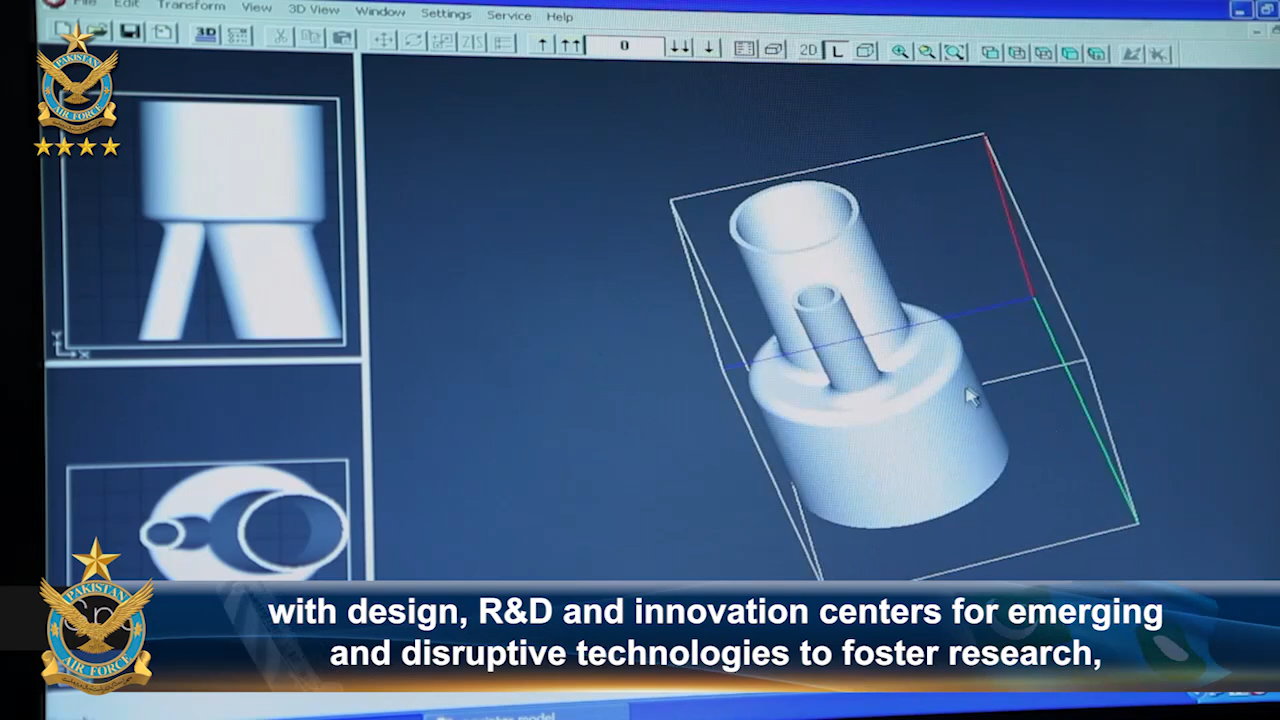 File Edit Transform View 3D View Window Settings Service Help
3D 0 2D L
PAKISTAN
AIR FORCE
Y
X
PAKISTAN
AIR FORCE
with design, R&D and innovation centers for emerging
and disruptive technologies to foster research,